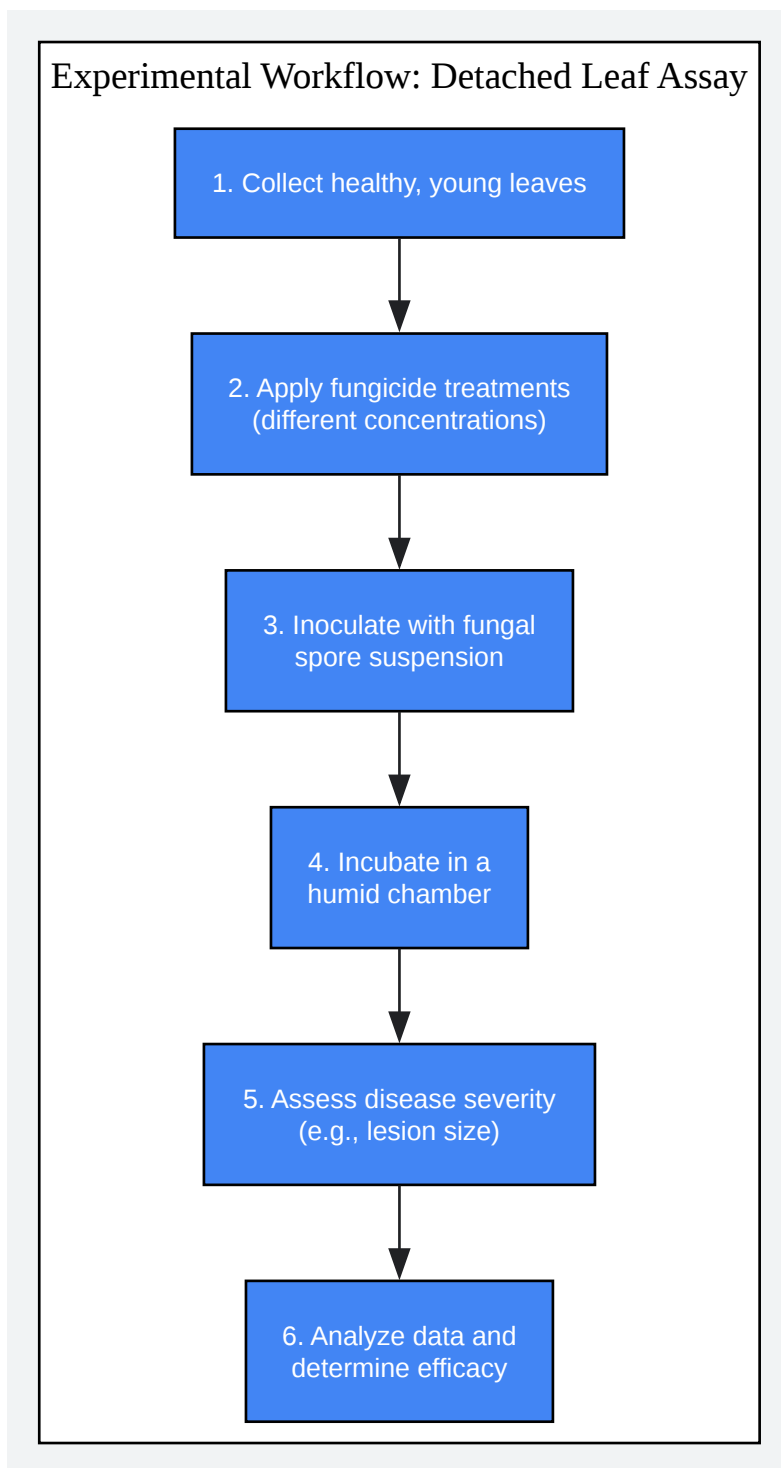 Experimental Workflow: Detached Leaf Assay
1. Collect healthy, young leaves
2. Apply fungicide treatments
(different concentrations)
3. Inoculate with fungal
spore suspension
4. Incubate in a
humid chamber
5. Assess disease severity
(e.g., lesion size)
6. Analyze data and
determine efficacy